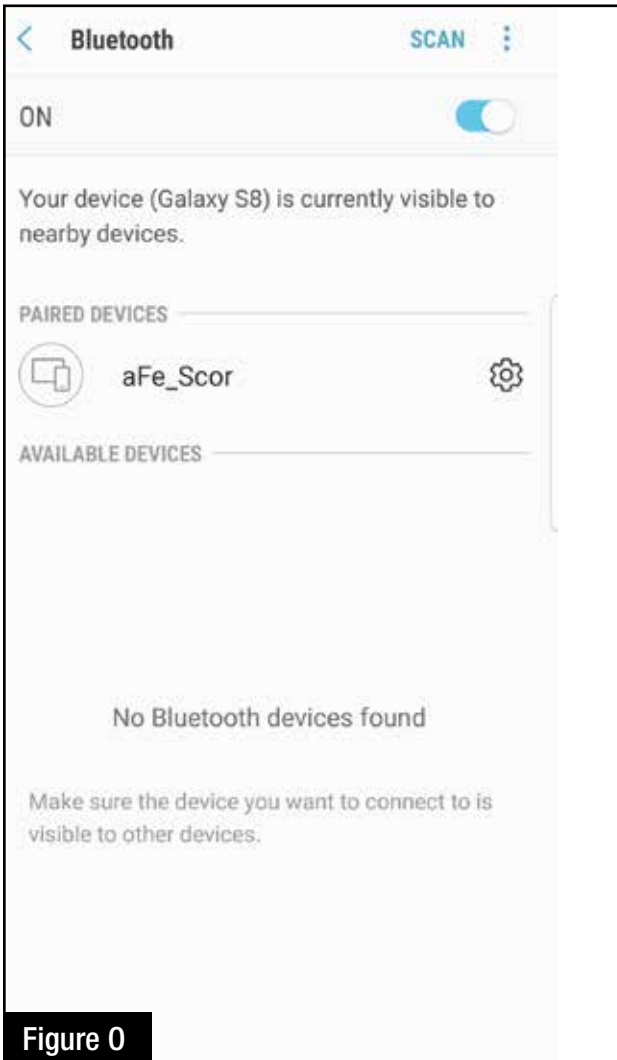 Bluetooth SCAN
ON
Your device (Galaxy S8) is currently visible to
nearby devices.
PAIRED DEVICES
aFe_Scor
AVAILABLE DEVICES
No Bluetooth devices found
Make sure the device you want to connect to is
visible to other devices.
Figure O